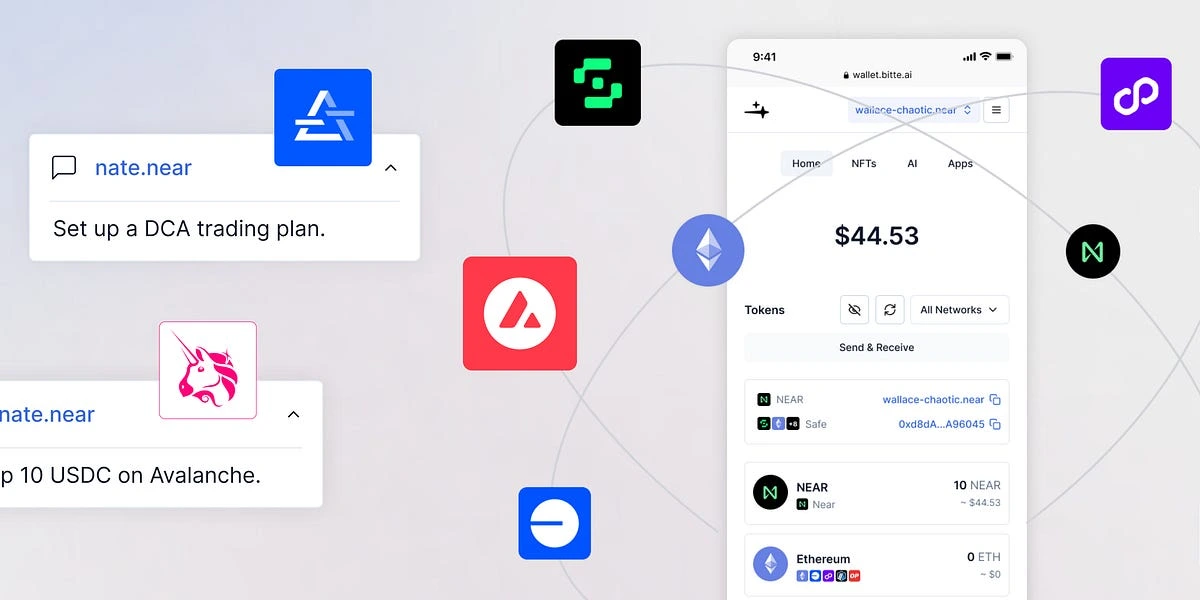 nate.near
Set up a DCA trading plan.
nate.near
p 10 USDC on Avalanche.
9:41
wallet.bitte.ai
wallace-chaotic.near
Home NFTs AI Apps
$44.53
Tokens
All Networks
Send & Receive
NEAR wallace-chaotic.near
+8 Safe 0xd8dA...A96045
NEAR 10 NEAR
Near ~ $44.53
Ethereum 0 ETH
OP ~ $0